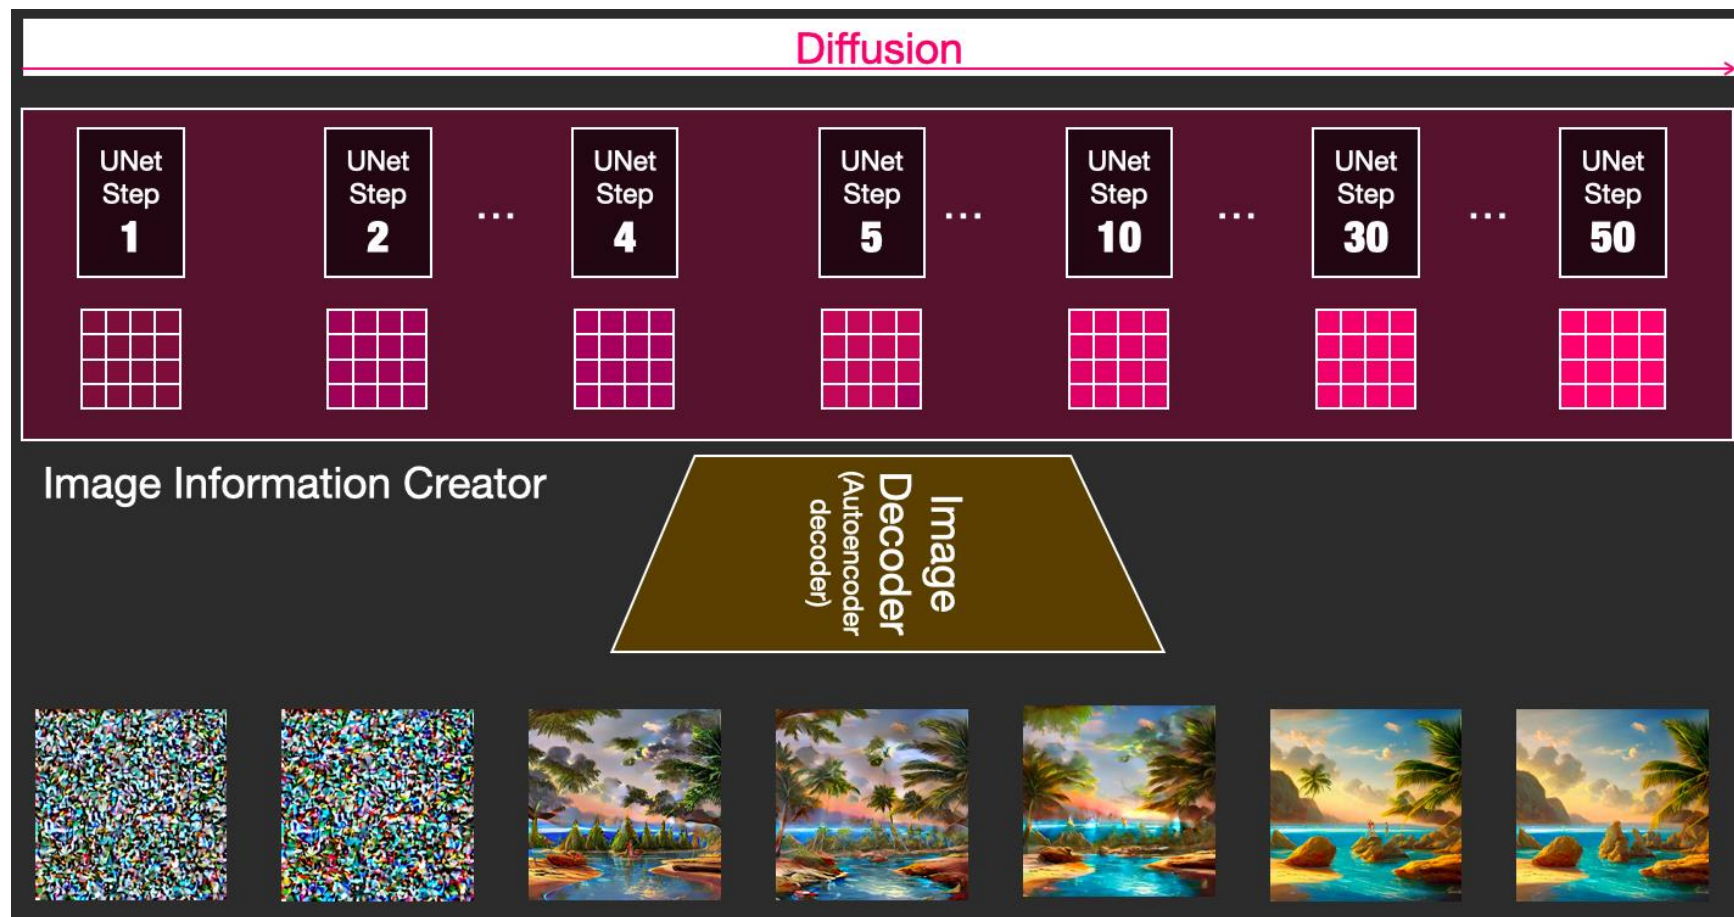 Diffusion
UNet
Step
1
UNet
Step
2
...
UNet
Step
4
UNet
Step
5
...
UNet
Step
10
...
UNet
Step
30
...
UNet
Step
50
Image Information Creator
Image
Decoder
(Autoencoder
decoder)